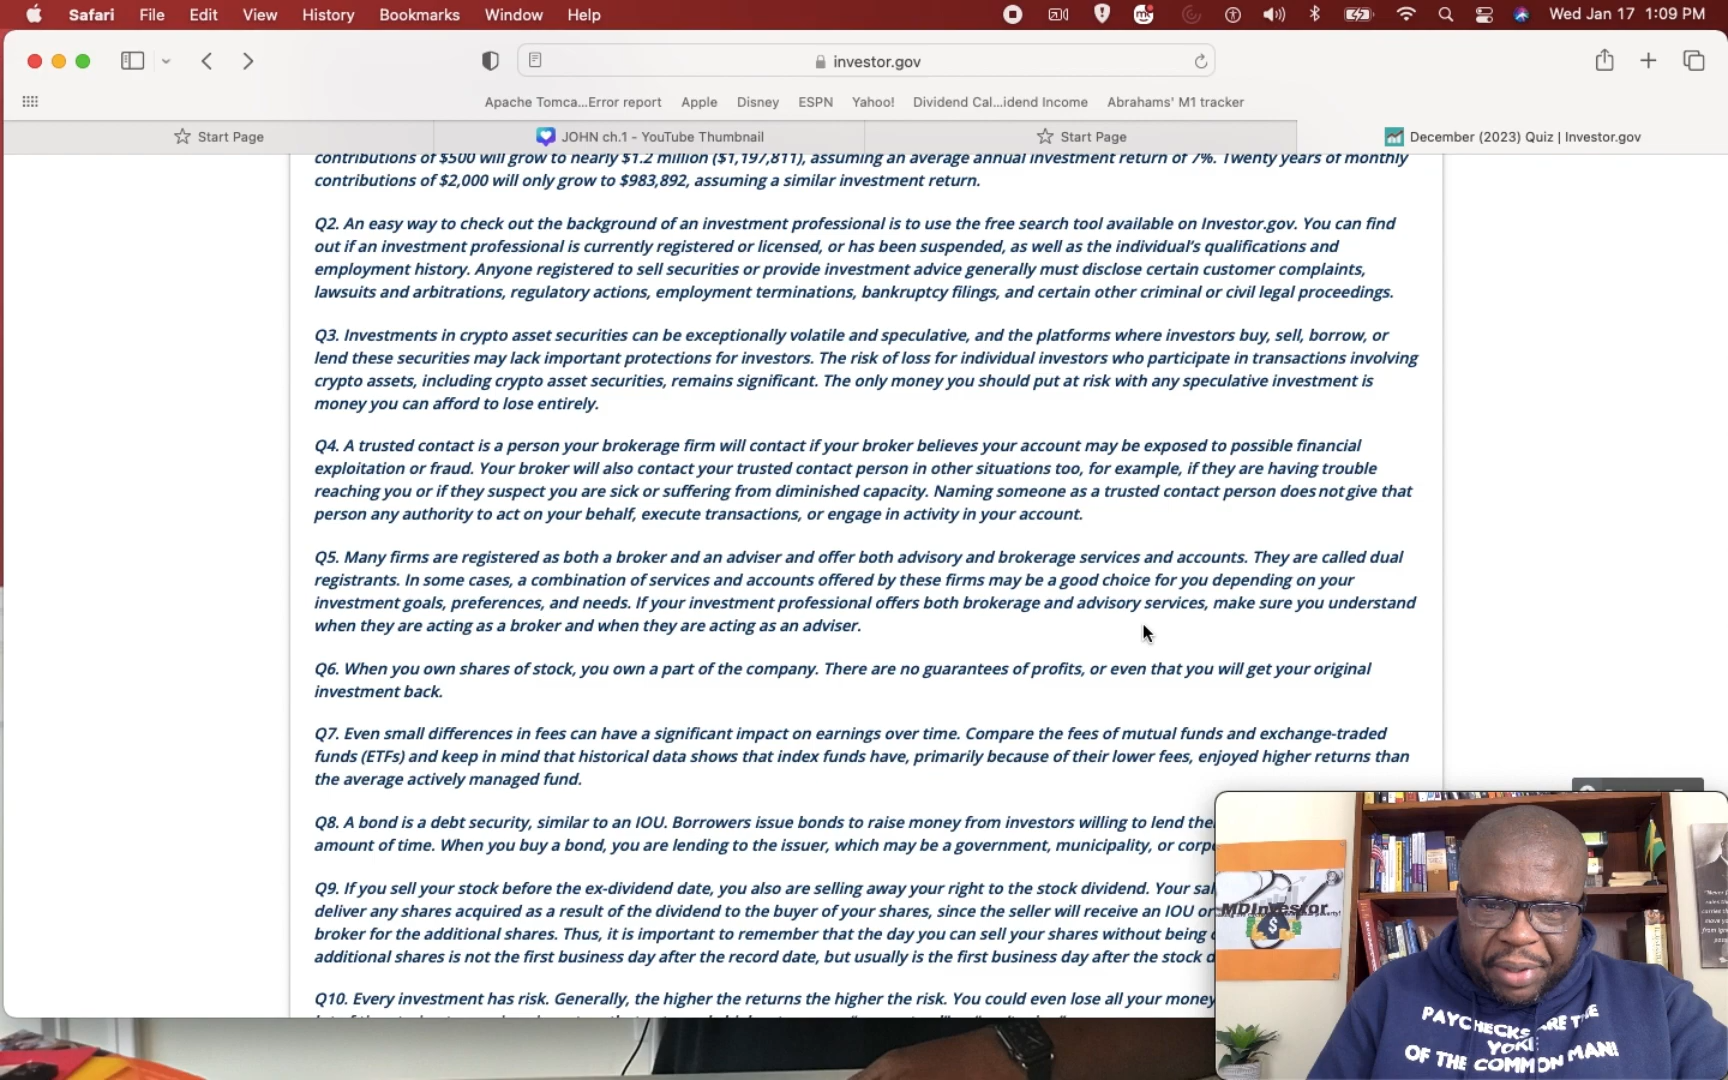 Safari File Edit View History Bookmarks Window Help Wed Jan 17 1:09 PM
investor.gov
Apache Tomca...Error report Apple Disney ESPN Yahoo! Dividend Cal...idend Income Abrahams' M1 tracker
Start Page JOHN ch.1 - YouTube Thumbnail Start Page December (2023) Quiz | Investor.gov
contributions of $500 will grow to nearly $1.2 million ($1,197,811), assuming an average annual investment return of 7%. Twenty years of monthly
contributions of $2,000 will only grow to $983,892, assuming a similar investment return.
Q2. An easy way to check out the background of an investment professional is to use the free search tool available on Investor.gov. You can find
out if an investment professional is currently registered or licensed, or has been suspended, as well as the individual's qualifications and
employment history. Anyone registered to sell securities or provide investment advice generally must disclose certain customer complaints,
lawsuits and arbitrations, regulatory actions, employment terminations, bankruptcy filings, and certain other criminal or civil legal proceedings.
Q3. Investments in crypto asset securities can be exceptionally volatile and speculative, and the platforms where investors buy, sell, borrow, or
lend these securities may lack important protections for investors. The risk of loss for individual investors who participate in transactions involving
crypto assets, including crypto asset securities, remains significant. The only money you should put at risk with any speculative investment is
money you can afford to lose entirely.
Q4. A trusted contact is a person your brokerage firm will contact if your broker believes your account may be exposed to possible financial
exploitation or fraud. Your broker will also contact your trusted contact person in other situations too, for example, if they are having trouble
reaching you or if they suspect you are sick or suffering from diminished capacity. Naming someone as a trusted contact person does not give that
person any authority to act on your behalf, execute transactions, or engage in activity in your account.
Q5. Many firms are registered as both a broker and an adviser and offer both advisory and brokerage services and accounts. They are called dual
registrants. In some cases, a combination of services and accounts offered by these firms may be a good choice for you depending on your
investment goals, preferences, and needs. If your investment professional offers both brokerage and advisory services, make sure you understand
when they are acting as a broker and when they are acting as an adviser.
Q6. When you own shares of stock, you own a part of the company. There are no guarantees of profits, or even that you will get your original
investment back.
Q7. Even small differences in fees can have a significant impact on earnings over time. Compare the fees of mutual funds and exchange-traded
funds (ETFs) and keep in mind that historical data shows that index funds have, primarily because of their lower fees, enjoyed higher returns than
the average actively managed fund.
Q8. A bond is a debt security, similar to an IOU. Borrowers issue bonds to raise money from investors willing to lend
amount of time. When you buy a bond, you are lending to the issuer, which may be a government, municipality, or
Q9. If you sell your stock before the ex-dividend date, you also are selling away your right to the stock dividend. Your
deliver any shares acquired as a result of the dividend to the buyer of your shares, since the seller will receive an IOU
broker for the additional shares. Thus, it is important to remember that the day you can sell your shares without being
additional shares is not the first business day after the record date, but usually is the first business day after the stock
Q10. Every investment has risk. Generally, the higher the returns the higher the risk. You could even lose all your money
MDInvestor
PAYCHECKS ARE THE
YOKE
OF THE COMMON MAN!